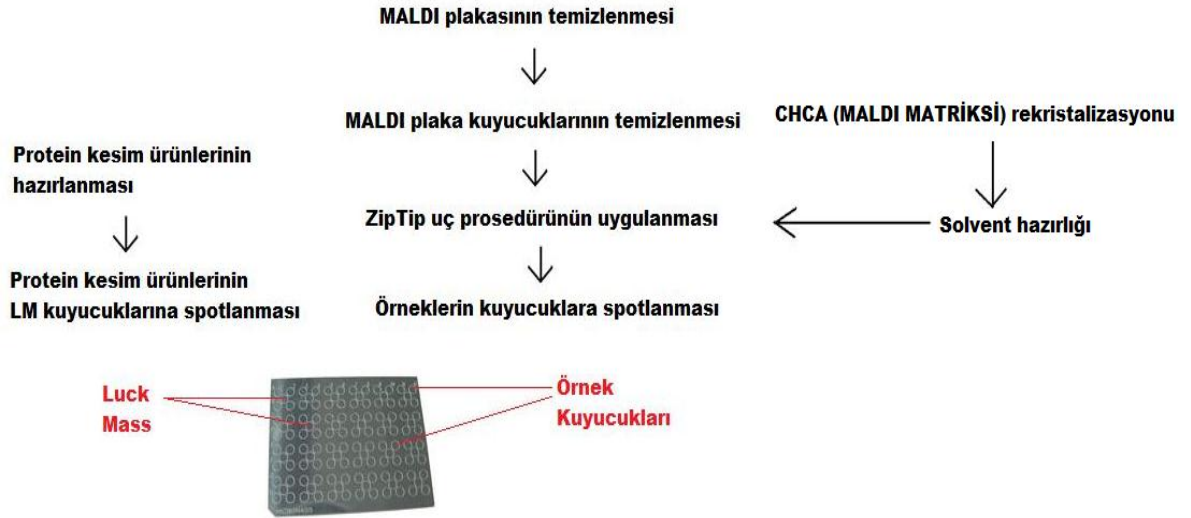 MALDI plakasının temizlenmesi
MALDI plaka kuyucuklarının temizlenmesi
CHCA (MALDI MATRİKSİ) rekristalizasyonu
Protein kesim ürünlerinin
hazırlanması
ZipTip uç prosedürünün uygulanması
Solvent hazırlığı
Protein kesim ürünlerinin
LM kuyucuklarına spotlanması
Örneklerin kuyucuklara spotlanması
Luck
Mass
Örnek
Kuyucukları